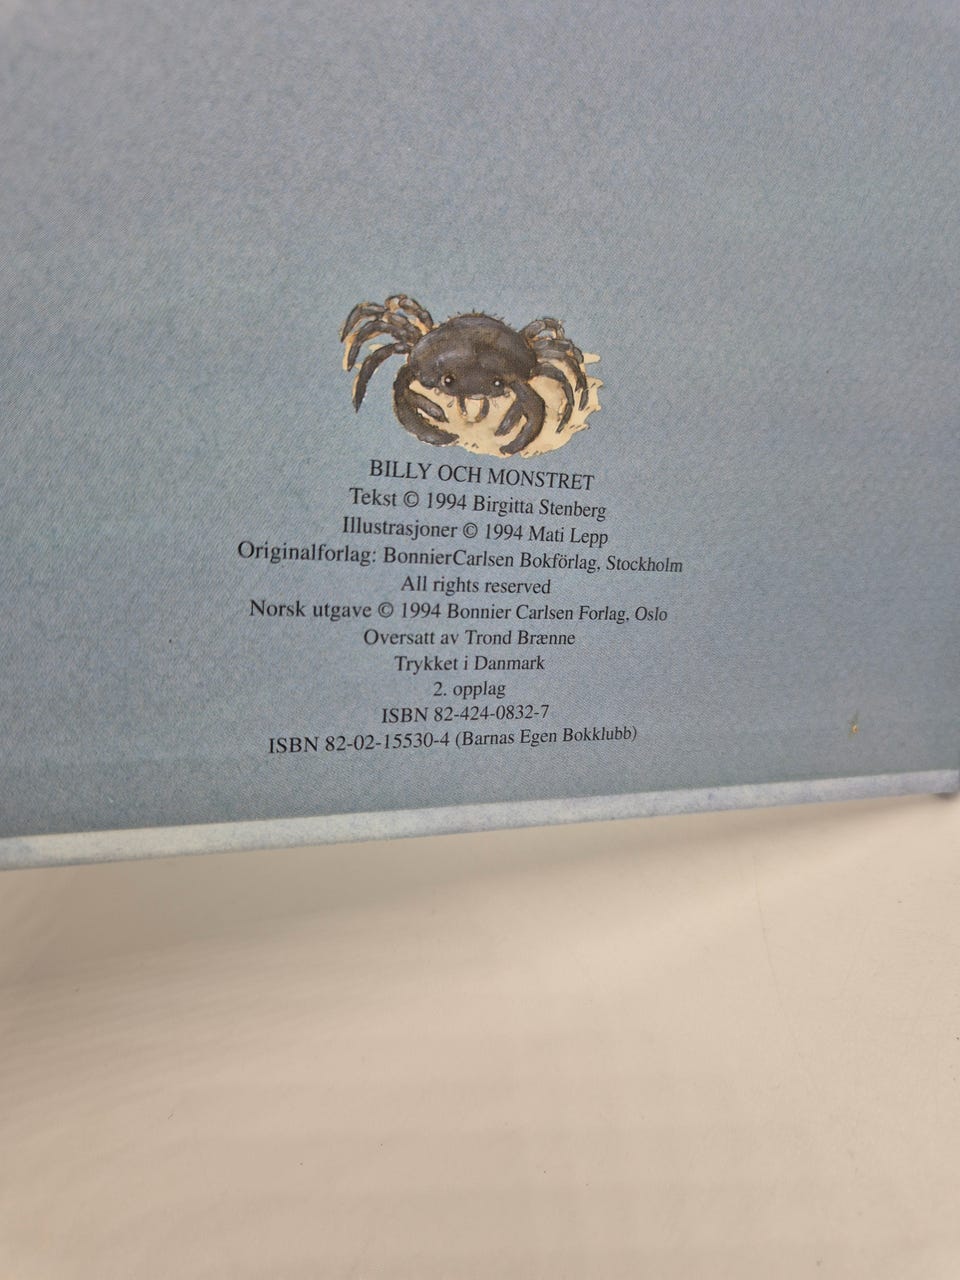 BILLY OCH MONSTRET
Tekst © 1994 Birgitta Stenberg
Illustrasjoner © 1994 Mati Lepp
Originalforlag: BonnierCarlsen Bokförlag, Stockholm
All rights reserved
Norsk utgave © 1994 Bonnier Carlsen Forlag, Oslo
Oversatt av Trond Brænne
Trykket i Danmark
2. opplag
ISBN 82-424-0832-7
ISBN 82-02-15530-4 (Barnas Egen Bokklubb)